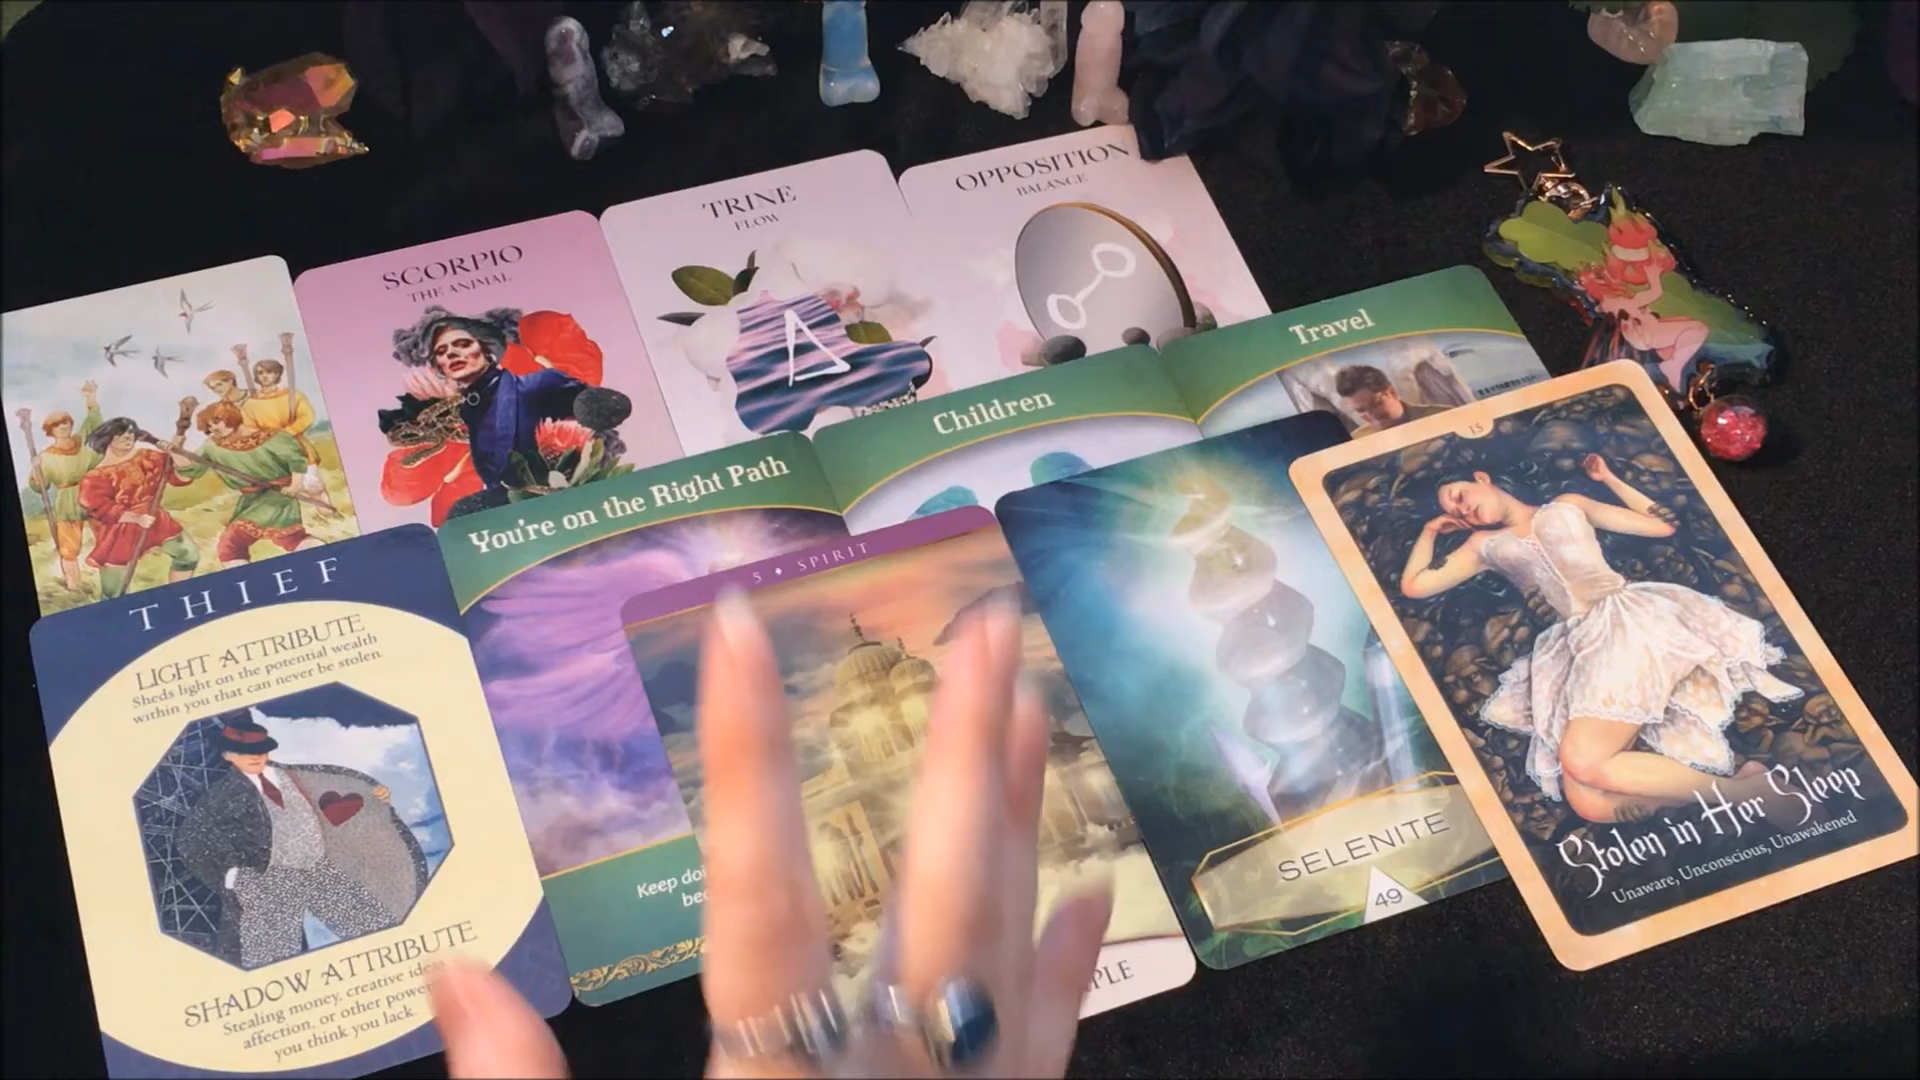 OPPOSITION
BALANCE
TRINE
FLOW
SCORPIO
THE ANIMAL
Travel
Children
You're on the Right Path
Keep doi
THIEF
LIGHT ATTRIBUTE
Sheds light on the potential wealth
within you that can never be stolen.
SHADOW ATTRIBUTE
Stealing money, creative ideas,
affection, or other power
you think you lack.
5 ♦ SPIRIT
PLE
SELENITE
49
15
Stolen in Her Sleep
Unaware, Unconscious, Unawakened